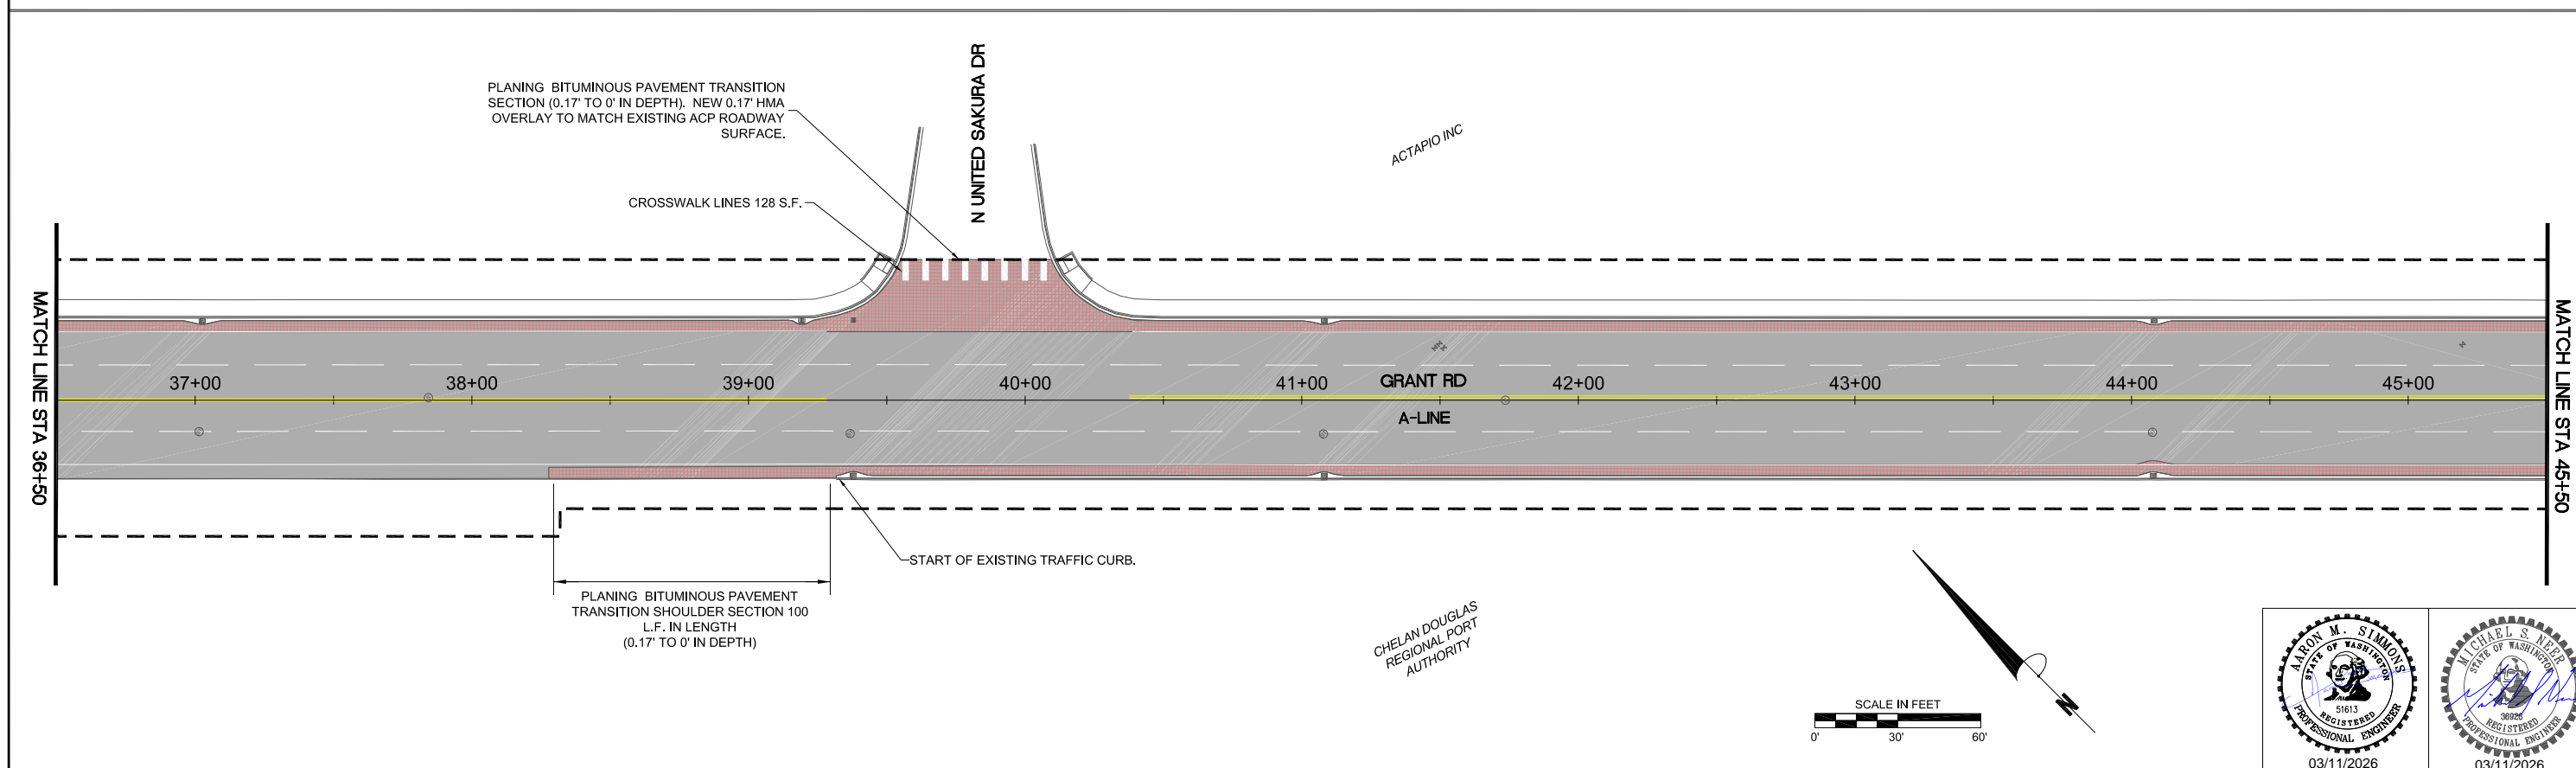 PLANING BITUMINOUS PAVEMENT TRANSITION
SECTION (0.17' TO 0' IN DEPTH). NEW 0.17' HMA
OVERLAY TO MATCH EXISTING ACP ROADWAY
SURFACE.
N UNITED SAKURA DR
ACTAPIO INC
CROSSWALK LINES 128 S.F.
MATCH LINE STA 36+50
37+00
38+00
39+00
40+00
41+00
GRANT RD
42+00
43+00
44+00
45+00
A-LINE
MATCH LINE STA 45+50
START OF EXISTING TRAFFIC CURB.
PLANING BITUMINOUS PAVEMENT
TRANSITION SHOULDER SECTION 100
L.F. IN LENGTH
(0.17' TO 0' IN DEPTH)
CHELAN DOUGLAS
REGIONAL PORT
AUTHORITY
N
SCALE IN FEET
0' 30' 60'
AARON M. SIMMONS
STATE OF WASHINGTON
51613
REGISTERED
PROFESSIONAL ENGINEER
03/11/2026
MICHAEL S. NEER
STATE OF WASHINGTON
36928
REGISTERED
PROFESSIONAL ENGINEER
03/11/2026